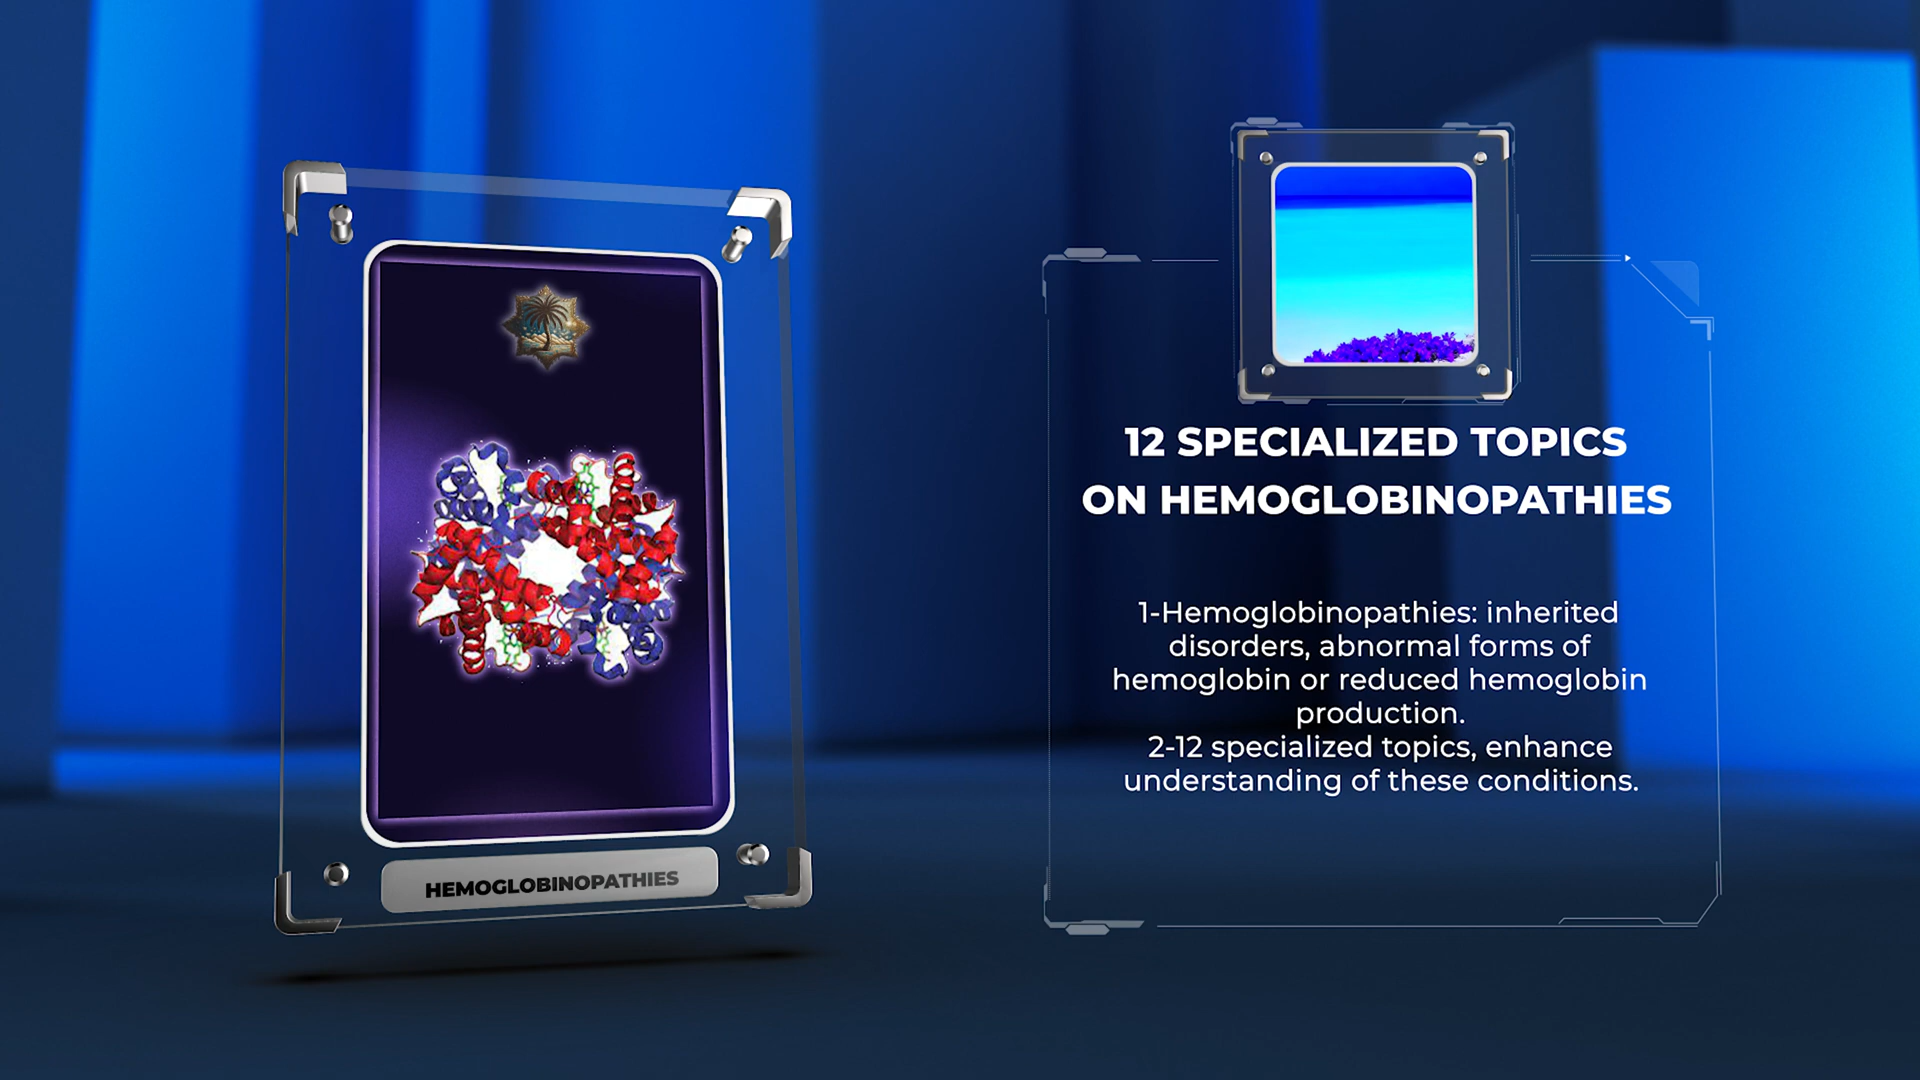 HEMOGLOBINOPATHIES
12 SPECIALIZED TOPICS
ON HEMOGLOBINOPATHIES
1-Hemoglobinopathies: inherited
disorders, abnormal forms of
hemoglobin or reduced hemoglobin
production.
2-12 specialized topics, enhance
understanding of these conditions.